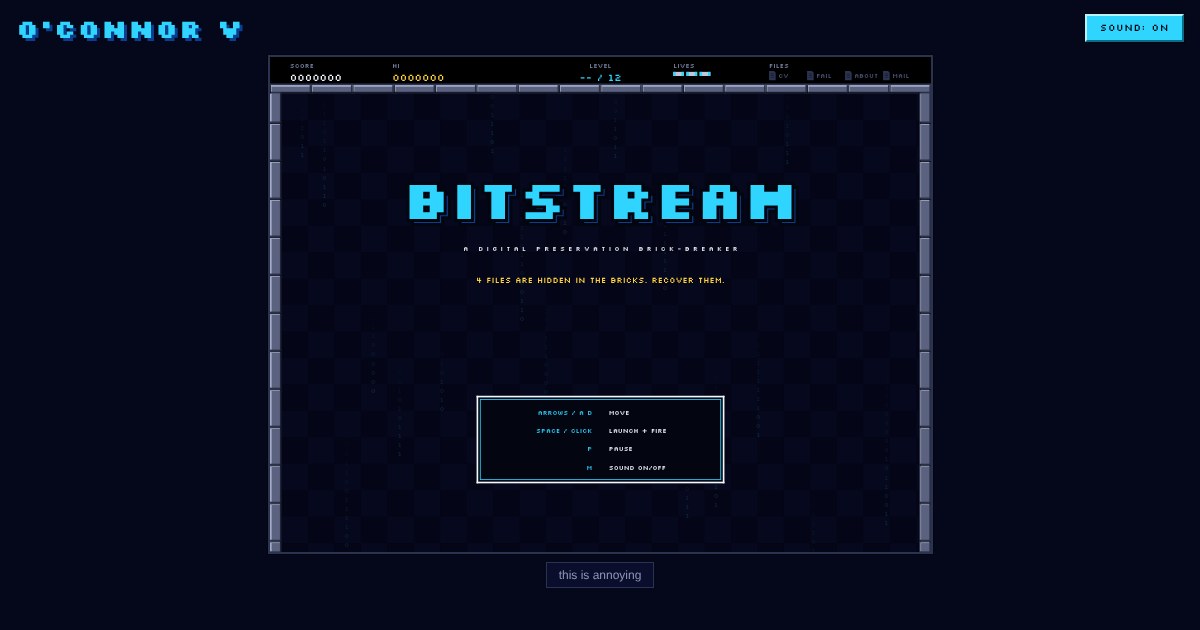 O'CONNOR V
SOUND: ON
SCORE HI LEVEL LIVES FILES
0000000 0000000 -- / 12 CV FAIL ABOUT MAIL
BITSTREAM
A DIGITAL PRESERVATION BRICK-BREAKER
4 FILES ARE HIDDEN IN THE BRICKS. RECOVER THEM.
ARROWS / A D MOVE
SPACE / CLICK LAUNCH + FIRE
P PAUSE
M SOUND ON/OFF
this is annoying